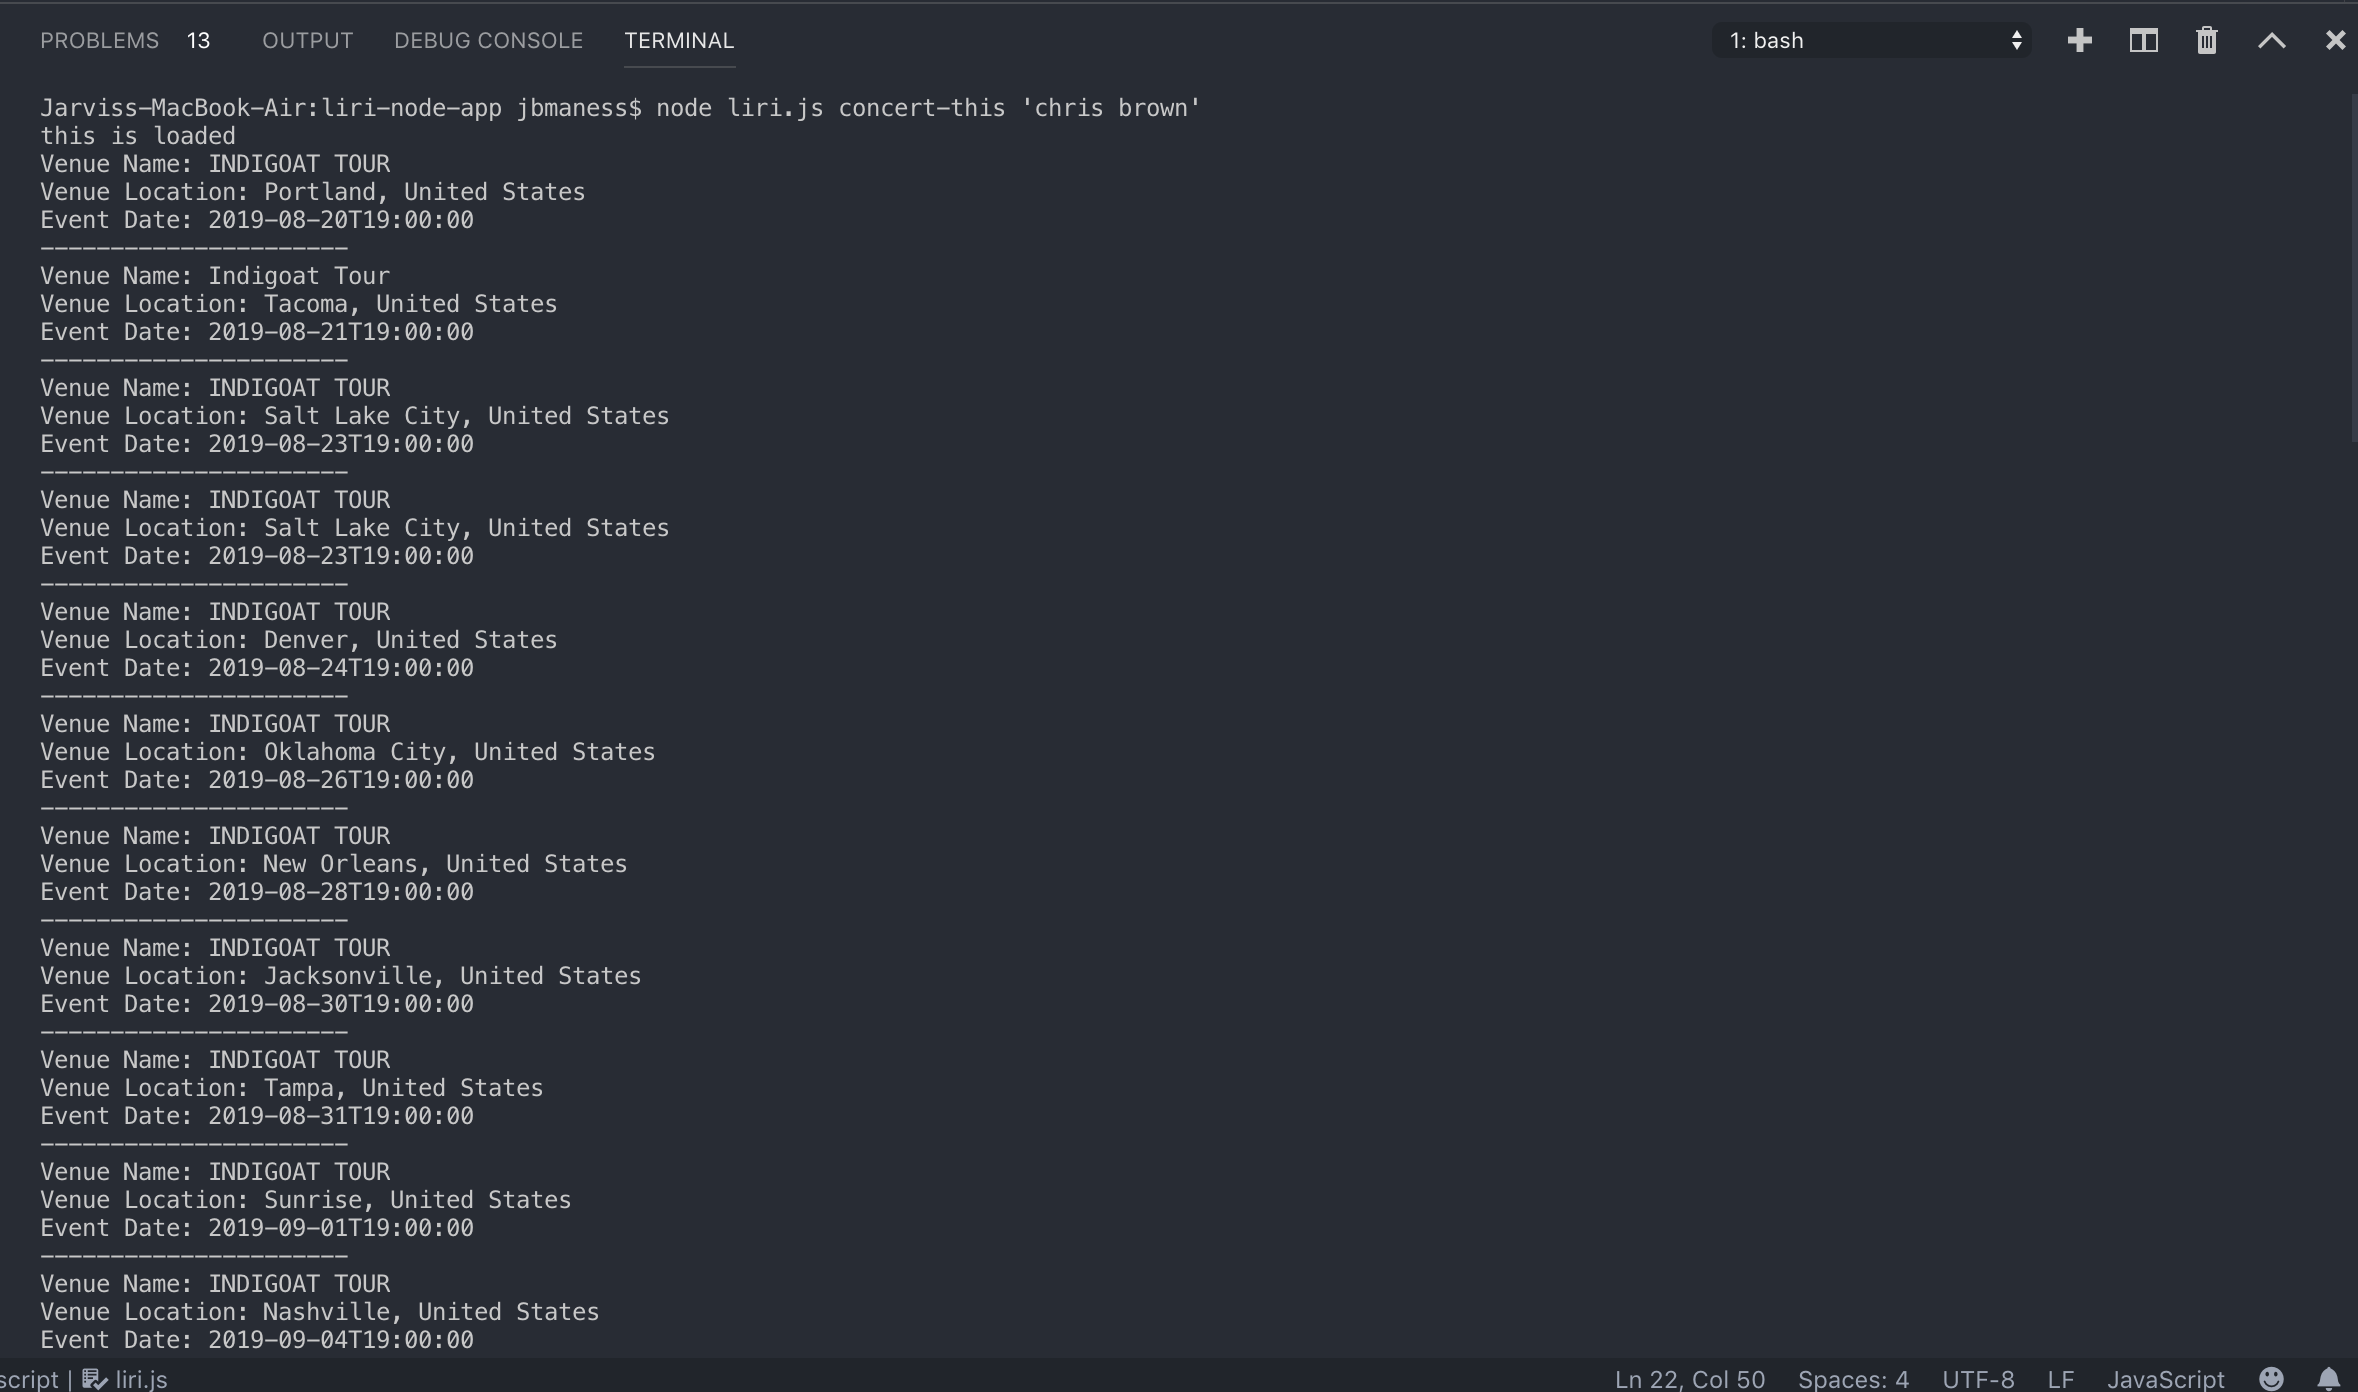 PROBLEMS 13 OUTPUT DEBUG CONSOLE TERMINAL 1: bash
Jarviss-MacBook-Air:liri-node-app jbmaness$ node liri.js concert-this 'chris brown'
this is loaded
Venue Name: INDIGOAT TOUR
Venue Location: Portland, United States
Event Date: 2019-08-20T19:00:00
----------------------
Venue Name: Indigoat Tour
Venue Location: Tacoma, United States
Event Date: 2019-08-21T19:00:00
----------------------
Venue Name: INDIGOAT TOUR
Venue Location: Salt Lake City, United States
Event Date: 2019-08-23T19:00:00
----------------------
Venue Name: INDIGOAT TOUR
Venue Location: Salt Lake City, United States
Event Date: 2019-08-23T19:00:00
----------------------
Venue Name: INDIGOAT TOUR
Venue Location: Denver, United States
Event Date: 2019-08-24T19:00:00
----------------------
Venue Name: INDIGOAT TOUR
Venue Location: Oklahoma City, United States
Event Date: 2019-08-26T19:00:00
----------------------
Venue Name: INDIGOAT TOUR
Venue Location: New Orleans, United States
Event Date: 2019-08-28T19:00:00
----------------------
Venue Name: INDIGOAT TOUR
Venue Location: Jacksonville, United States
Event Date: 2019-08-30T19:00:00
----------------------
Venue Name: INDIGOAT TOUR
Venue Location: Tampa, United States
Event Date: 2019-08-31T19:00:00
----------------------
Venue Name: INDIGOAT TOUR
Venue Location: Sunrise, United States
Event Date: 2019-09-01T19:00:00
----------------------
Venue Name: INDIGOAT TOUR
Venue Location: Nashville, United States
Event Date: 2019-09-04T19:00:00
script | liri.js Ln 22, Col 50 Spaces: 4 UTF-8 LF JavaScript